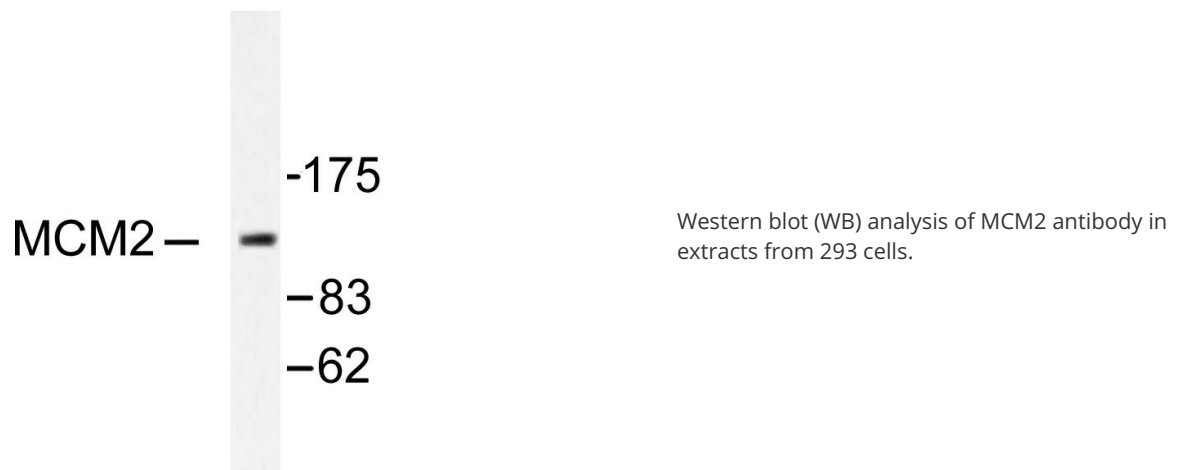 -175
MCM2 –
Western blot (WB) analysis of MCM2 antibody in
extracts from 293 cells.
–83
–62